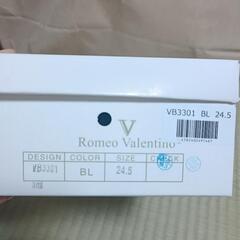 VB3301 BL 24.5
V
Romeo Valentino
DESIGN COLOR SIZE CHECK
VB3301 BL 24.5